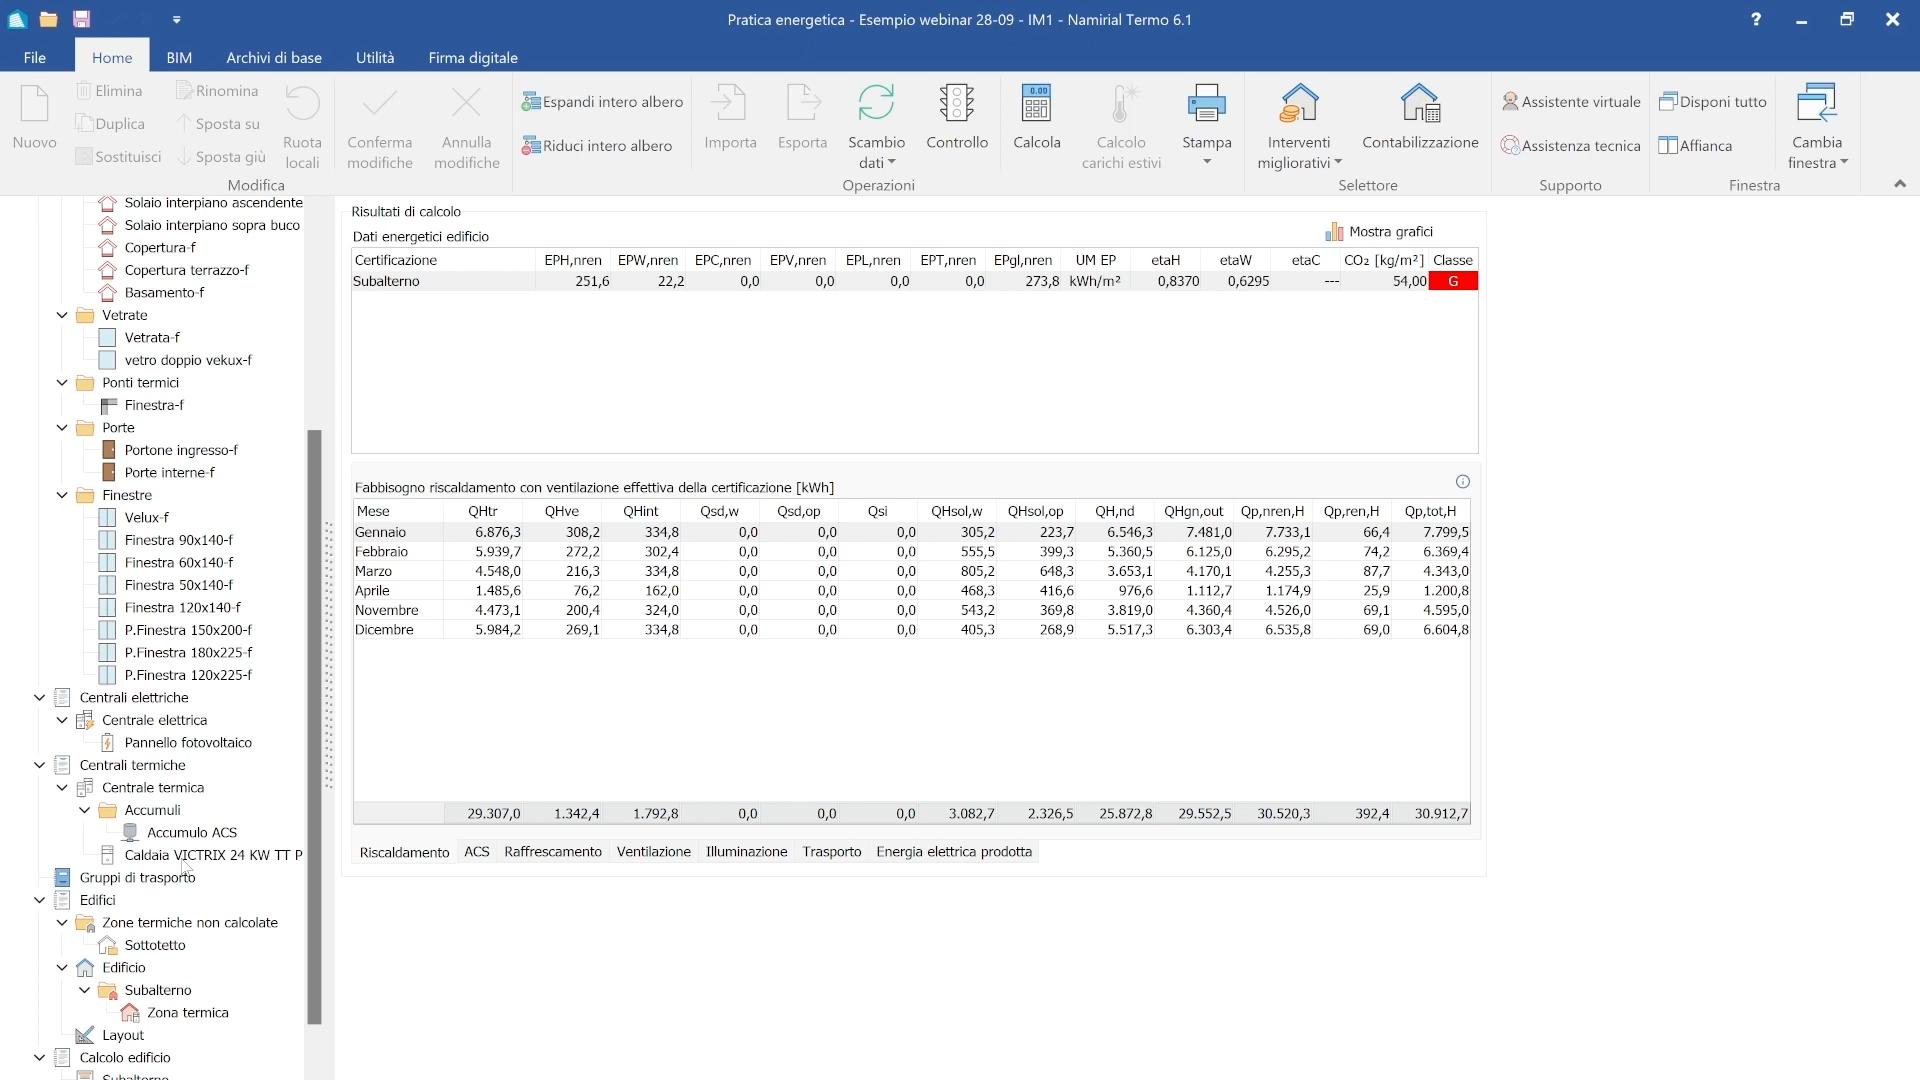 Pratica energetica - Esempio webinar 28-09 - IM1 - Namirial Termo 6.1
?
File Home BIM Archivi di base Utilità Firma digitale
Nuovo
Elimina
Duplica
Sostituisci
Rinomina
Sposta su
Sposta giù
Ruota locali
Modifica
Conferma modifiche
Annulla modifiche
Espandi intero albero
Riduci intero albero
Importa
Esporta
Scambio dati
Controllo
Calcola
Calcolo carichi estivi
Stampa
Operazioni
Interventi migliorativi
Contabilizzazione
Selettore
Assistente virtuale
Assistenza tecnica
Supporto
Disponi tutto
Affianca
Cambia finestra
Finestra
Solaio interpiano ascendente
Solaio interpiano sopra buco
Copertura-f
Copertura terrazzo-f
Basamento-f
Vetrate
Vetrata-f
vetro doppio vekux-f
Ponti termici
Finestra-f
Porte
Portone ingresso-f
Porte interne-f
Finestre
Velux-f
Finestra 90x140-f
Finestra 60x140-f
Finestra 50x140-f
Finestra 120x140-f
P.Finestra 150x200-f
P.Finestra 180x225-f
P.Finestra 120x225-f
Centrali elettriche
Centrale elettrica
Pannello fotovoltaico
Centrali termiche
Centrale termica
Accumuli
Accumulo ACS
Caldaia VICTRIX 24 KW TT P
Gruppi di trasporto
Edifici
Zone termiche non calcolate
Sottotetto
Edificio
Subalterno
Zona termica
Layout
Calcolo edificio
Subalterno
Risultati di calcolo
Dati energetici edificio
Mostra grafici
Certificazione EPH,nren EPW,nren EPC,nren EPV,nren EPL,nren EPT,nren EPgl,nren UM EP etaH etaW etaC CO₂ [kg/m²] Classe
Subalterno 251,6 22,2 0,0 0,0 0,0 0,0 273,8 kWh/m² 0,8370 0,6295 --- 54,00 G
Fabbisogno riscaldamento con ventilazione effettiva della certificazione [kWh]
Mese QHtr QHve QHint Qsd,w Qsd,op Qsi QHsol,w QHsol,op QH,nd QHgn,out Qp,nren,H Qp,ren,H Qp,tot,H
Gennaio 6.876,3 308,2 334,8 0,0 0,0 0,0 305,2 223,7 6.546,3 7.481,0 7.733,1 66,4 7.799,5
Febbraio 5.939,7 272,2 302,4 0,0 0,0 0,0 555,5 399,3 5.360,5 6.125,0 6.295,2 74,2 6.369,4
Marzo 4.548,0 216,3 334,8 0,0 0,0 0,0 805,2 648,3 3.653,1 4.170,1 4.255,3 87,7 4.343,0
Aprile 1.485,6 76,2 162,0 0,0 0,0 0,0 468,3 416,6 976,6 1.112,7 1.174,9 25,9 1.200,8
Novembre 4.473,1 200,4 324,0 0,0 0,0 0,0 543,2 369,8 3.819,0 4.360,4 4.526,0 69,1 4.595,0
Dicembre 5.984,2 269,1 334,8 0,0 0,0 0,0 405,3 268,9 5.517,3 6.303,4 6.535,8 69,0 6.604,8
29.307,0 1.342,4 1.792,8 0,0 0,0 0,0 3.082,7 2.326,5 25.872,8 29.552,5 30.520,3 392,4 30.912,7
Riscaldamento ACS Raffrescamento Ventilazione Illuminazione Trasporto Energia elettrica prodotta